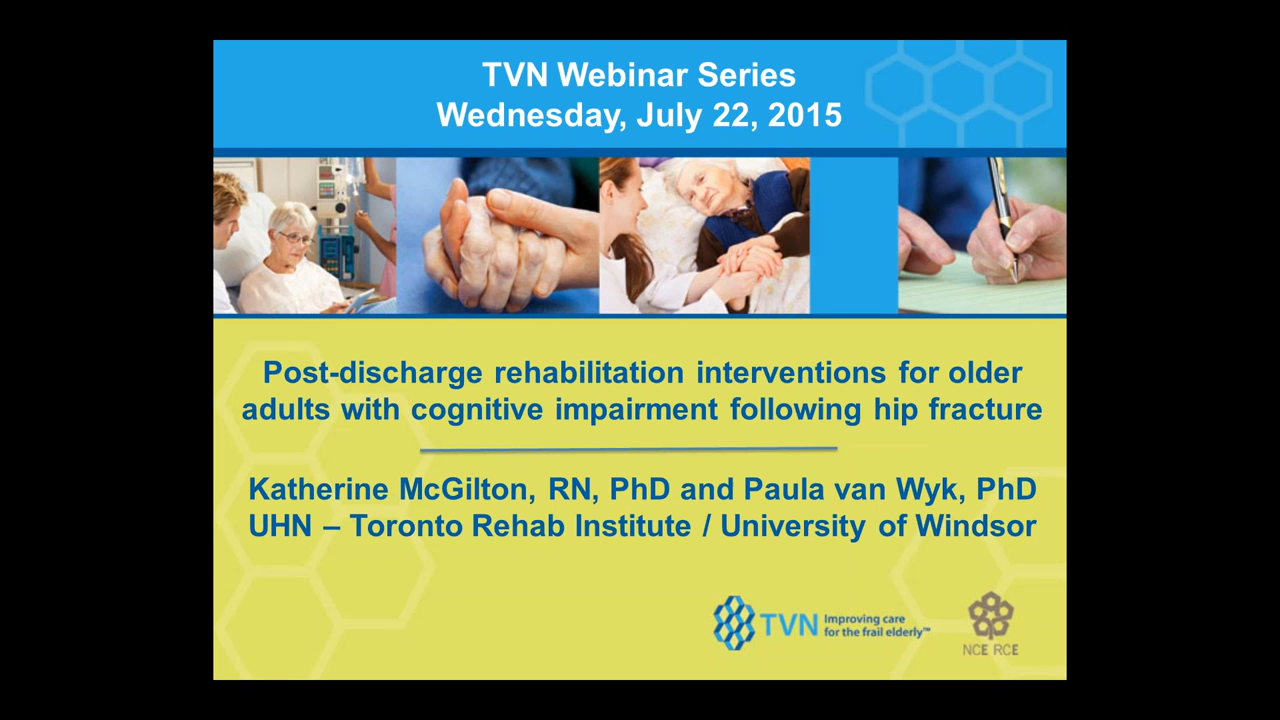 TVN Webinar Series
Wednesday, July 22, 2015
Post-discharge rehabilitation interventions for older
adults with cognitive impairment following hip fracture
Katherine McGilton, RN, PhD and Paula van Wyk, PhD
UHN – Toronto Rehab Institute / University of Windsor
TVN Improving care
for the frail elderly™
NCE RCE